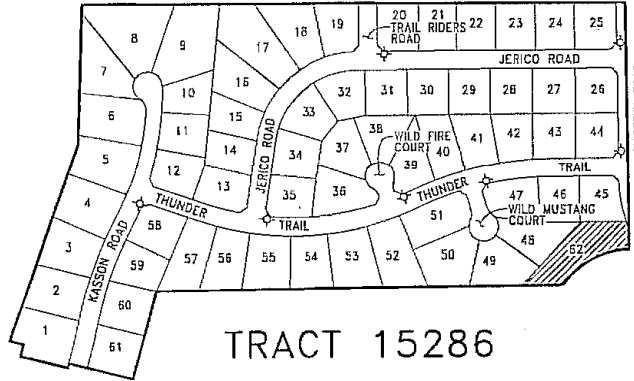 20 21 22 23 24 25
19
18
17
TRAIL RIDERS
ROAD
8
9
7
JERICO ROAD
16
10
6
32 31 30 29 28 27 26
33
15
11
38
WILD FIRE
COURT
37
39 40 41 42 43 44
5
14
34
JERICO ROAD
12
13
35
36
THUNDER TRAIL
THUNDER TRAIL
4
47 46 45
51
WILD MUSTANG
COURT
58
3
KASSON ROAD
57 56 55 54 53 52
50 49 48
62
59
2
60
1
61
TRACT 15286